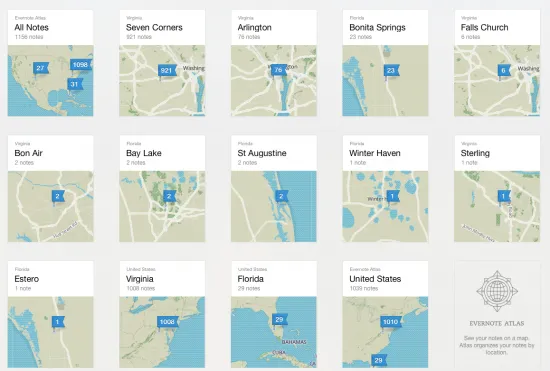 Evernote Atlas
All Notes
1156 notes
27
1098
31
Virginia
Seven Corners
921 notes
921
Washing
Virginia
Arlington
76 notes
76
Florida
Bonita Springs
23 notes
23
Virginia
Falls Church
6 notes
6
Washing
Virginia
Bon Air
2 notes
2
Florida
Bay Lake
2 notes
2
Florida
St Augustine
2 notes
2
Florida
Winter Haven
1 note
1
Virginia
Sterling
1 note
1
Florida
Estero
1 note
1
United States
Virginia
1008 notes
1008
United States
Florida
29 notes
29
BAHAMAS
CUBA
Evernote Atlas
United States
1039 notes
1010
29
EVERNOTE ATLAS
See your notes on a map.
Atlas organizes your notes by
location.